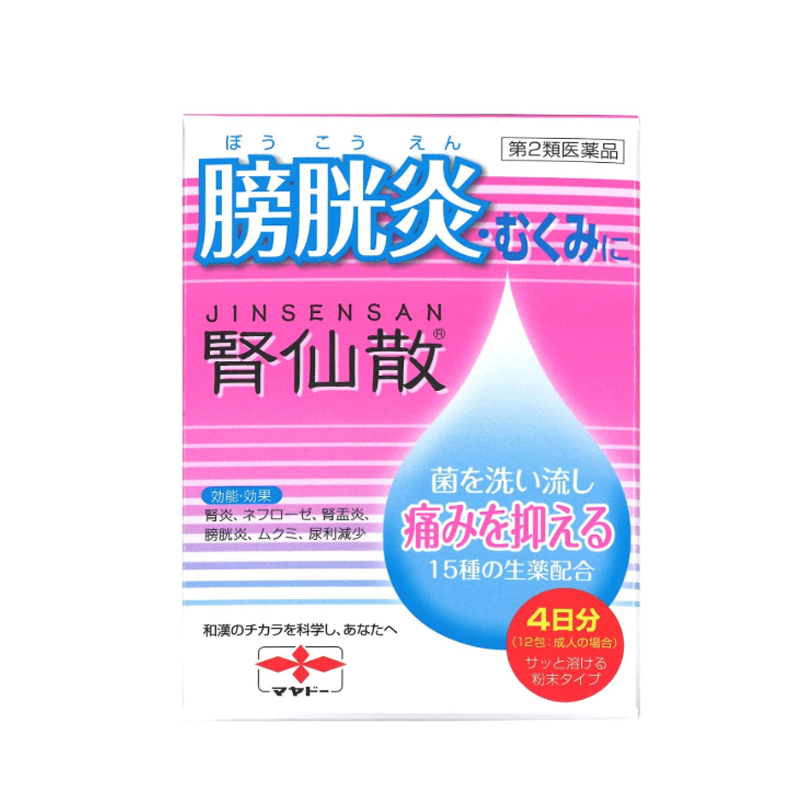 ぼうこうえん
第2類医薬品
膀胱炎・むくみに
JINSENSAN
腎仙散®
菌を洗い流し
痛みを抑える
15種の生薬配合
効能・効果
腎炎、ネフローゼ、腎盂炎、
膀胱炎、ムクミ、尿利減少
4日分
(12包:成人の場合)
サッと溶ける
粉末タイプ
和漢のチカラを科学し、あなたへ
マヤドー